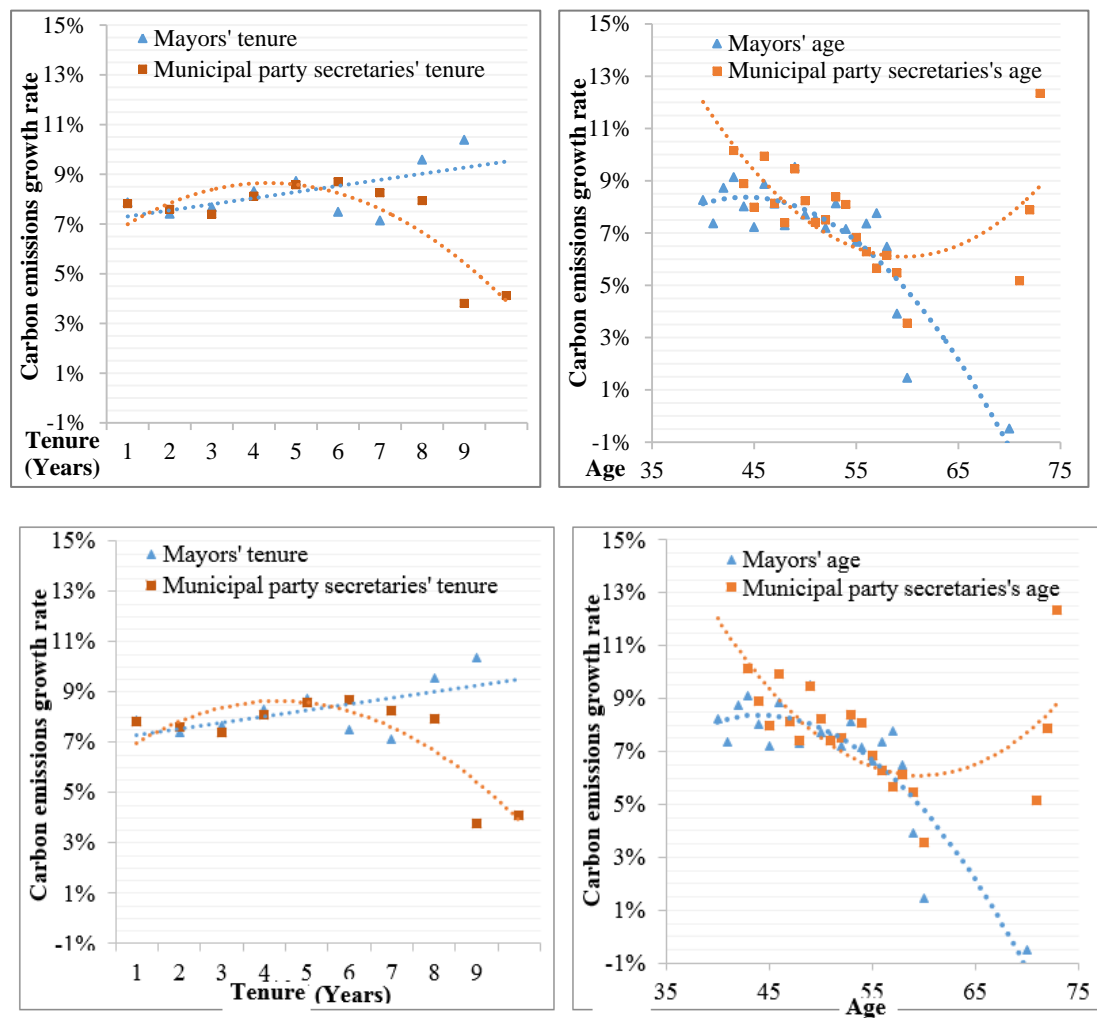 15%
13%
11%
9%
7%
5%
3%
1%
-1%
Carbon emissions growth rate
Mayors' tenure
Municipal party secretaries' tenure
Tenure
(Years)
1 2 3 4 5 6 7 8 9
15%
13%
11%
9%
7%
5%
3%
1%
-1%
Carbon emissions growth rate
Mayors' age
Municipal party secretaries's age
Age
35 45 55 65 75
15%
13%
11%
9%
7%
5%
3%
1%
-1%
Carbon emissions growth rate
Mayors' tenure
Municipal party secretaries' tenure
1 2 3 4 5 6 7 8 9
Tenure (Years)
15%
13%
11%
9%
7%
5%
3%
1%
-1%
Carbon emissions growth rate
Mayors' age
Municipal party secretaries's age
35 45 55 65 75
Age